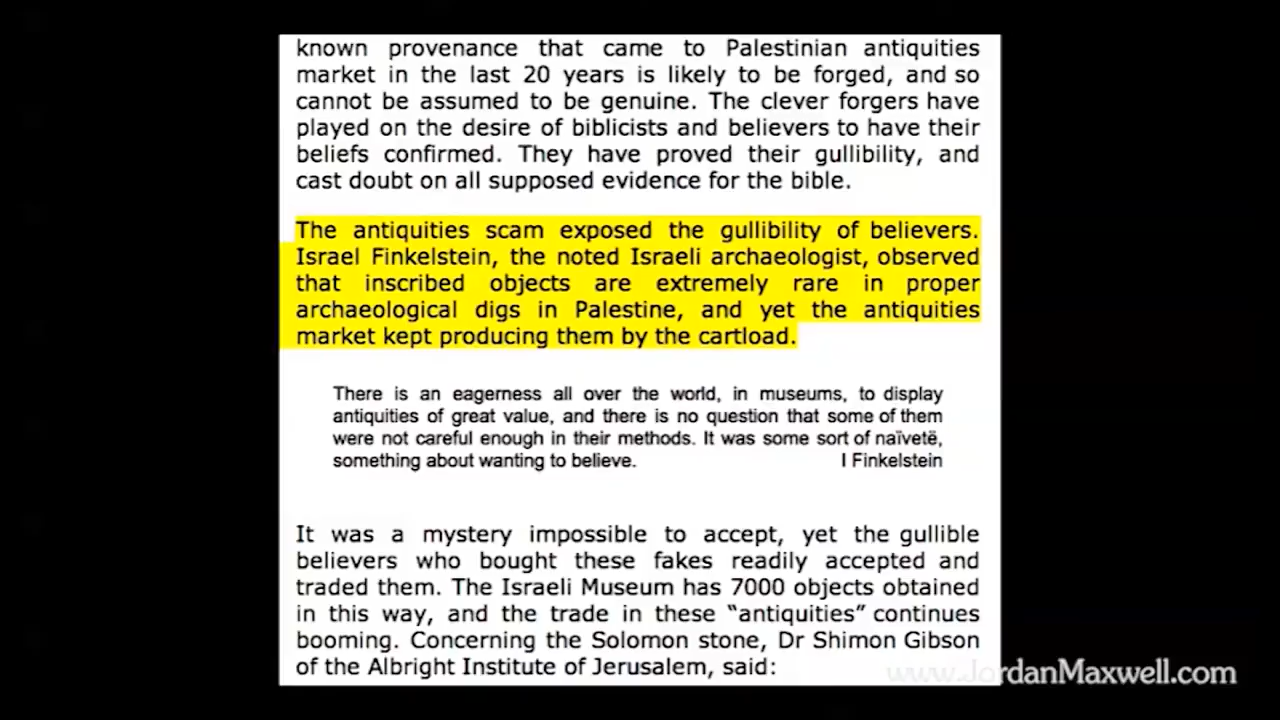 known provenance that came to Palestinian antiquities
market in the last 20 years is likely to be forged, and so
cannot be assumed to be genuine. The clever forgers have
played on the desire of biblicists and believers to have their
beliefs confirmed. They have proved their gullibility, and
cast doubt on all supposed evidence for the bible.
The antiquities scam exposed the gullibility of believers.
Israel Finkelstein, the noted Israeli archaeologist, observed
that inscribed objects are extremely rare in proper
archaeological digs in Palestine, and yet the antiquities
market kept producing them by the cartload.
There is an eagerness all over the world, in museums, to display
antiquities of great value, and there is no question that some of them
were not careful enough in their methods. It was some sort of naïvetë,
something about wanting to believe. I Finkelstein
It was a mystery impossible to accept, yet the gullible
believers who bought these fakes readily accepted and
traded them. The Israeli Museum has 7000 objects obtained
in this way, and the trade in these “antiquities” continues
booming. Concerning the Solomon stone, Dr Shimon Gibson
of the Albright Institute of Jerusalem, said:
www.JordanMaxwell.com